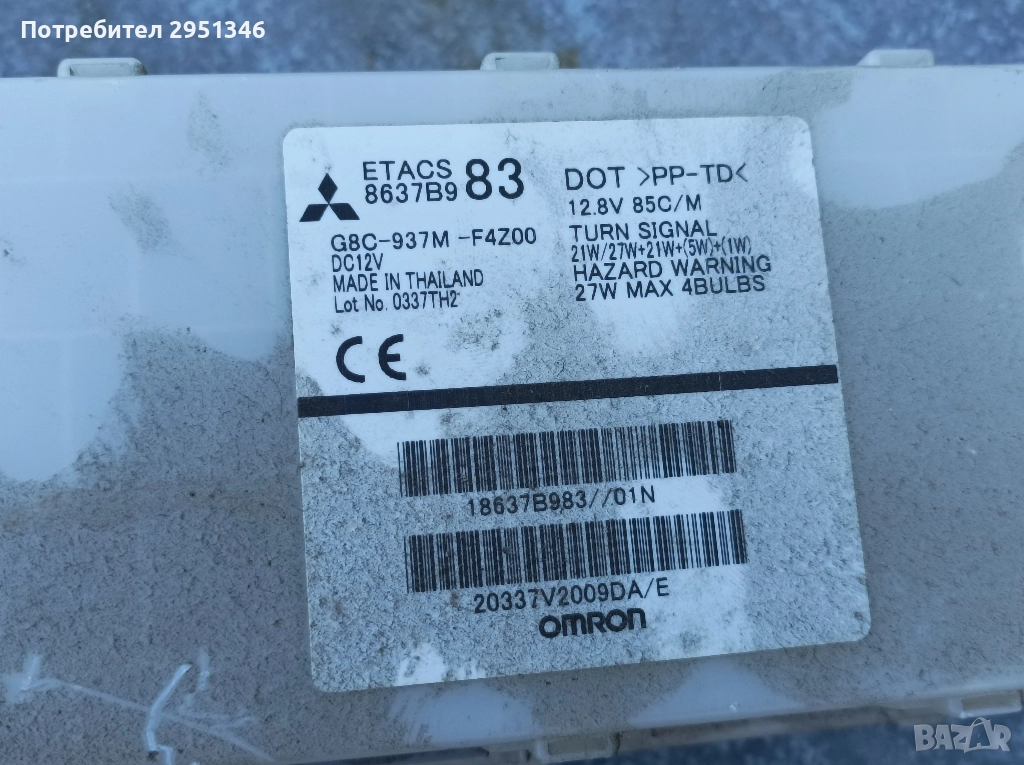 Потребител 2951346
ETACS
8637B9 83
G8C-937M -F4Z00
DC12V
MADE IN THAILAND
Lot No. 0337TH2
CE
DOT >PP-TD<
12.8V 85C/M
TURN SIGNAL
21W/27W+21W+(5W)+(1W)
HAZARD WARNING
27W MAX 4BULBS
18637B983//01N
20337V2009DA/E
OMRON
BAZAR